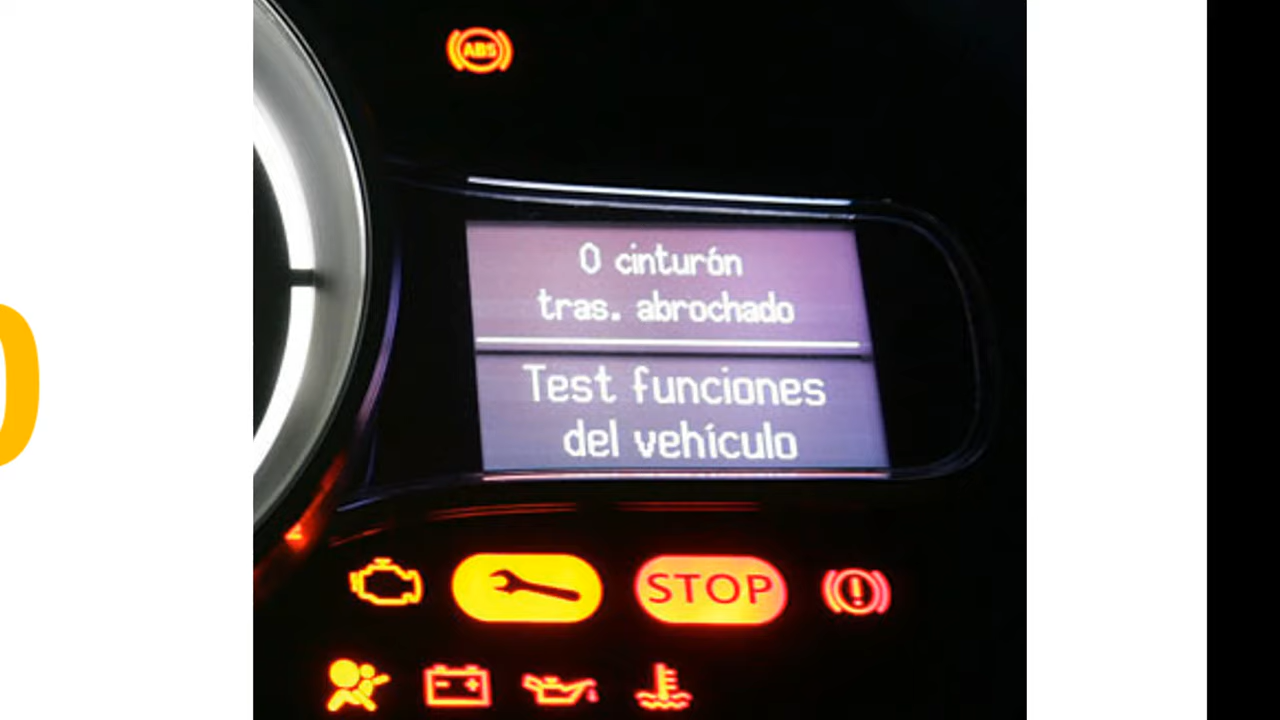 ABS
0 cinturón
tras. abrochado
Test funciones
del vehículo
STOP